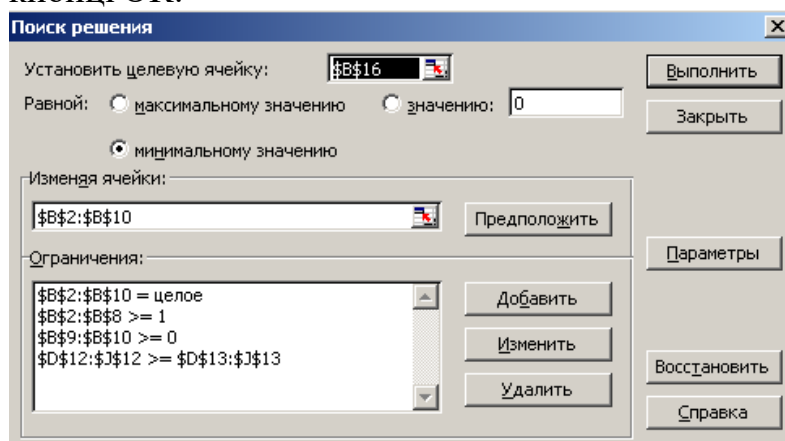 кнопці ОК.
Поиск решения
Установить целевую ячейку: $B$16
Выполнить
Равной: максимальному значению значению: 0
Закрыть
минимальному значению
Изменяя ячейки:
$B$2:$B$10
Предположить
Параметры
Ограничения:
$B$2:$B$10 = целое
$B$2:$B$8 >= 1
$B$9:$B$10 >= 0
$D$12:$J$12 >= $D$13:$J$13
Добавить
Изменить
Удалить
Восстановить
Справка